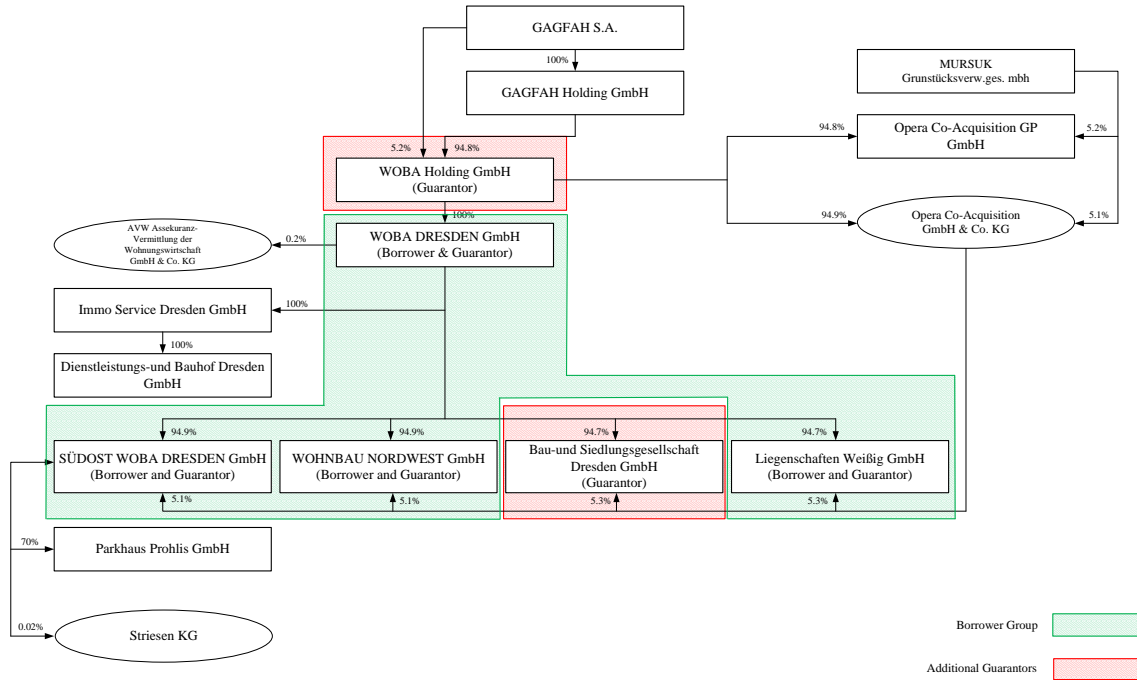 GAGFAH S.A.
100%
MURSUK
Grunstücksverw.ges. mbh
GAGFAH Holding GmbH
5.2%
94.8%
94.8%
Opera Co-Acquisition GP
GmbH
5.2%
WOBA Holding GmbH
(Guarantor)
100%
94.9%
Opera Co-Acquisition
GmbH & Co. KG
5.1%
AVW Assekuranz-
Vermittlung der
Wohnungswirtschaft
GmbH & Co. KG
0.2%
WOBA DRESDEN GmbH
(Borrower & Guarantor)
Immo Service Dresden GmbH
100%
100%
Dienstleistungs-und Bauhof Dresden
GmbH
94.9%
94.9%
94.7%
94.7%
SÜDOST WOBA DRESDEN GmbH
(Borrower and Guarantor)
WOHNBAU NORDWEST GmbH
(Borrower and Guarantor)
Bau-und Siedlungsgesellschaft
Dresden GmbH
(Guarantor)
Liegenschaften Weißig GmbH
(Borrower and Guarantor)
5.1%
5.1%
5.3%
5.3%
70%
Parkhaus Prohlis GmbH
0.02%
Striesen KG
Borrower Group
Additional Guarantors